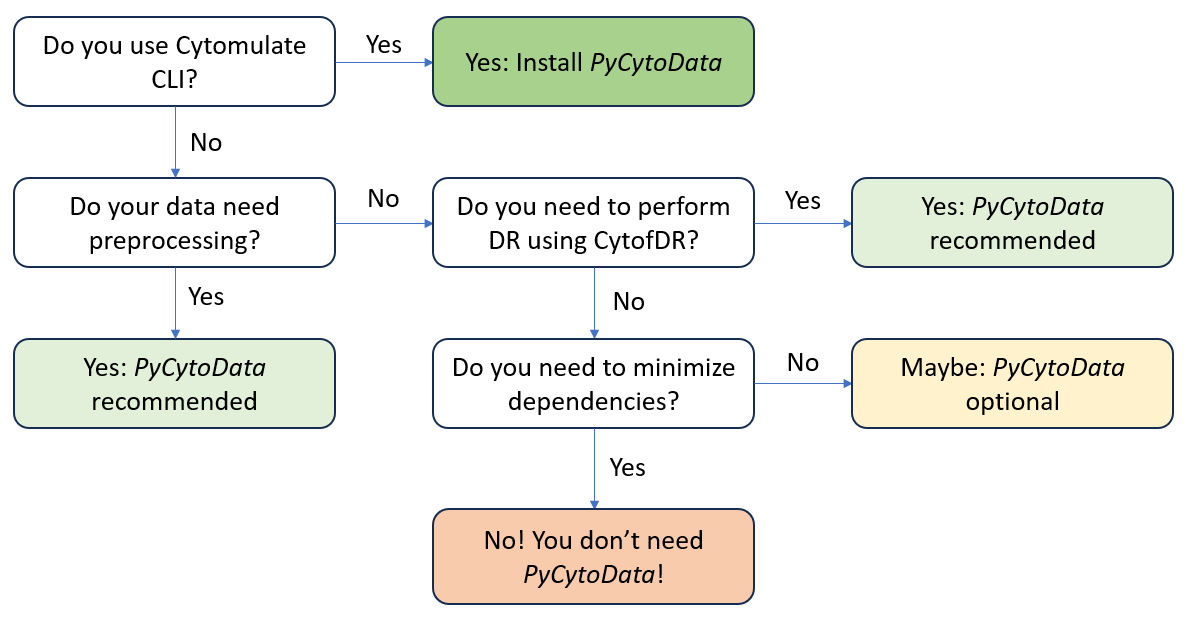 Do you use Cytomulate
CLI?
Yes
Yes: Install PyCytoData
No
Do your data need
preprocessing?
No
Do you need to perform
DR using CytofDR?
Yes
Yes: PyCytoData
recommended
Yes
No
Yes: PyCytoData
recommended
Do you need to minimize
dependencies?
No
Maybe: PyCytoData
optional
Yes
No! You don’t need
PyCytoData!